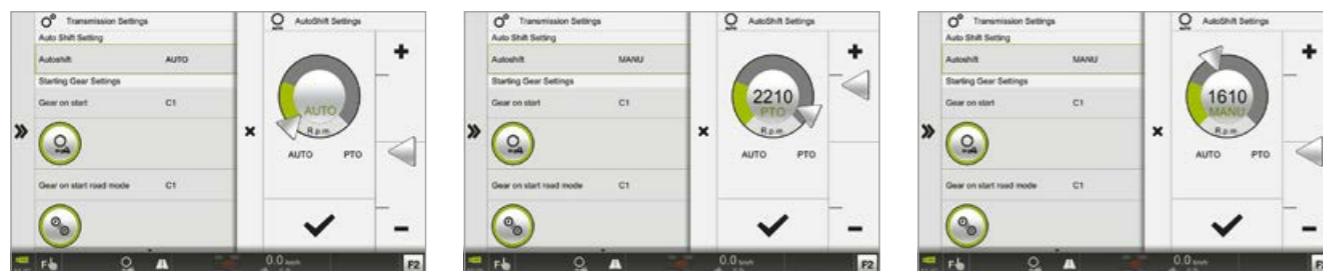 Transmission Settings
AutoShift Settings
Auto Shift Setting
Autoshift AUTO
Starting Gear Settings
Gear on start C1
AUTO
R.p.m.
AUTO PTO
Gear on start road mode C1
F
0.0 km/h
F2
Transmission Settings
AutoShift Settings
Auto Shift Setting
Autoshift MANU
Starting Gear Settings
Gear on start C1
2210
PTO
R.p.m.
AUTO PTO
Gear on start road mode C1
F
0.0 km/h
F2
Transmission Settings
AutoShift Settings
Auto Shift Setting
Autoshift MANU
Starting Gear Settings
Gear on start C1
1610
MANU
R.p.m.
AUTO PTO
Gear on start road mode C1
F
0.0 km/h